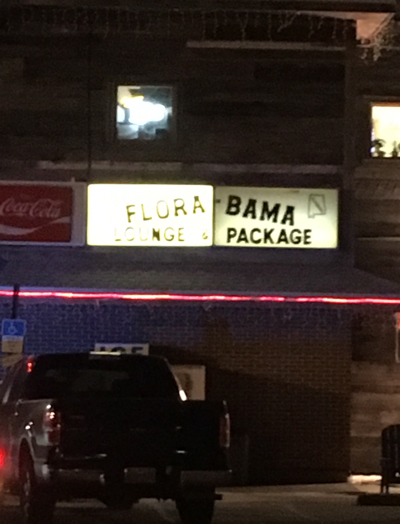 Coca-Cola
FLORA-BAMA
LOUNGE & PACKAGE
ICE